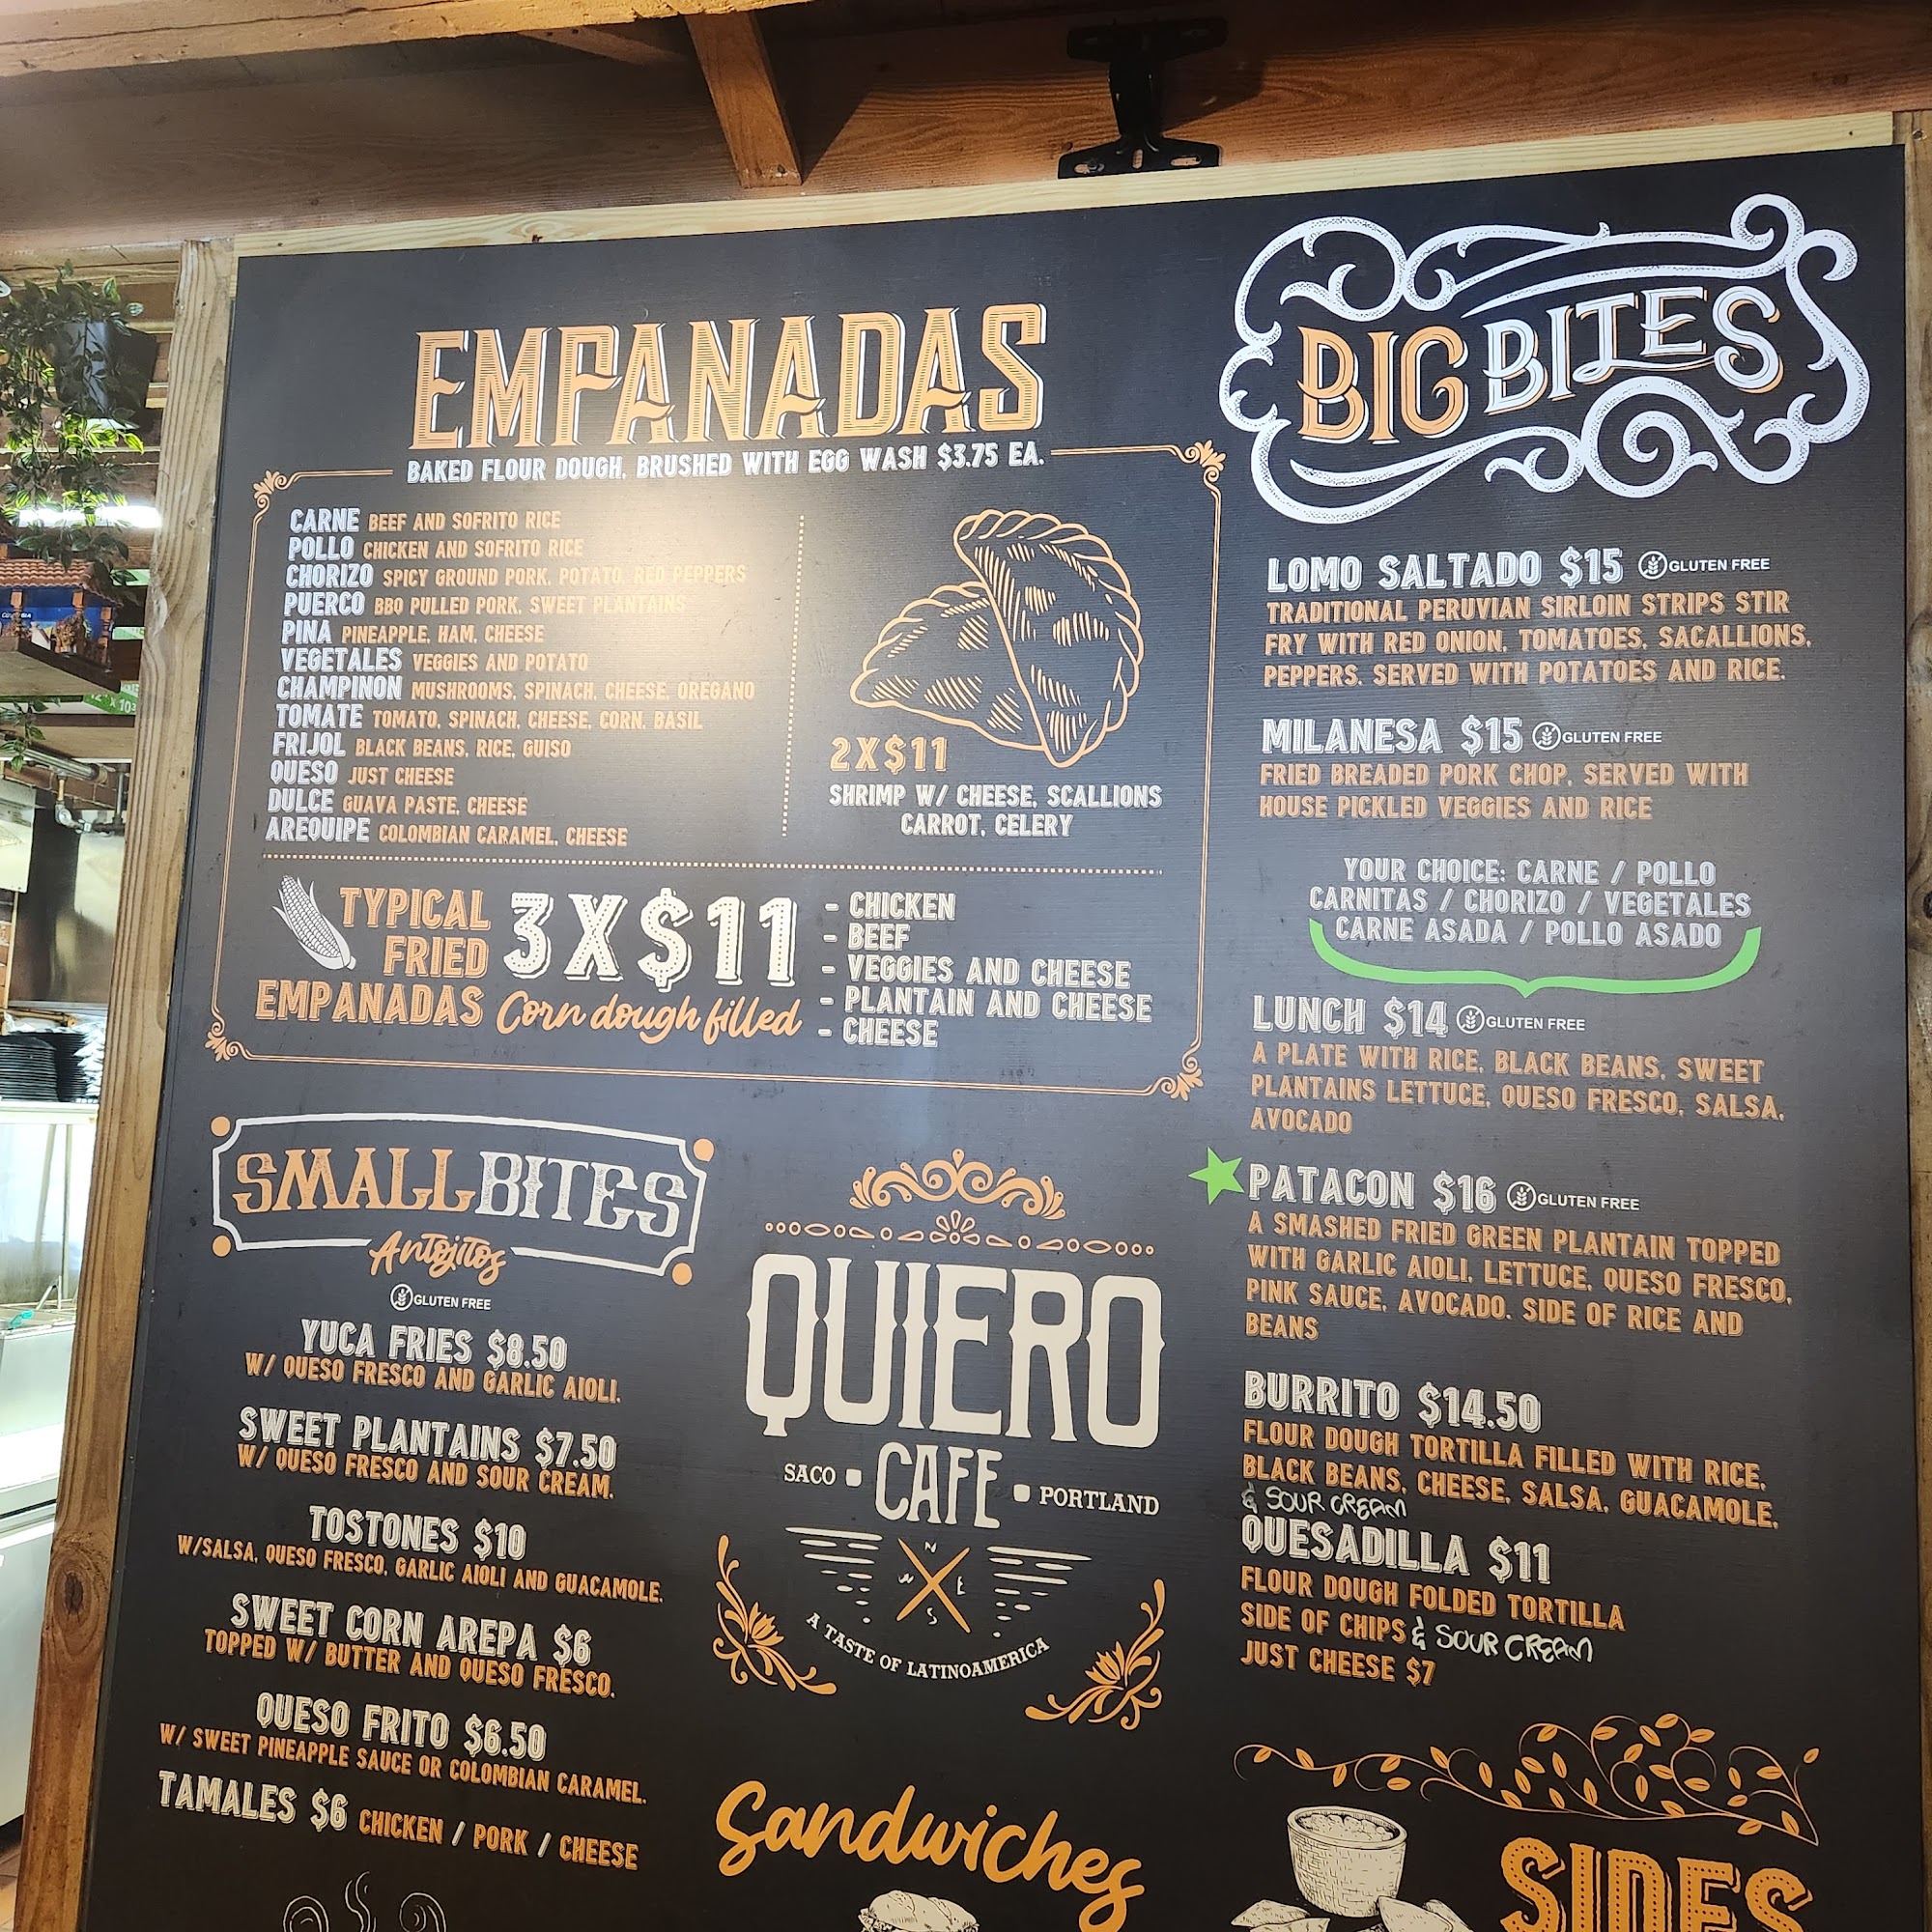 EMPANADAS
BAKED FLOUR DOUGH, BRUSHED WITH EGG WASH $3.75 EA.
CARNE BEEF AND SOFRITO RICE
POLLO CHICKEN AND SOFRITO RICE
CHORIZO SPICY GROUND PORK, POTATO, RED PEPPERS
PUERCO BBQ PULLED PORK, SWEET PLANTAINS
PINA PINEAPPLE, HAM, CHEESE
VEGETALES VEGGIES AND POTATO
CHAMPINON MUSHROOMS, SPINACH, CHEESE, OREGANO
TOMATE TOMATO, SPINACH, CHEESE, CORN, BASIL
FRIJOL BLACK BEANS, RICE, GUISO
QUESO JUST CHEESE
DULCE GUAVA PASTE, CHEESE
AREQUIPE COLOMBIAN CARAMEL, CHEESE
2X$11
SHRIMP W/ CHEESE, SCALLIONS
CARROT, CELERY
TYPICAL
FRIED
EMPANADAS
3X$11
Corn dough filled
- CHICKEN
- BEEF
- VEGGIES AND CHEESE
- PLANTAIN AND CHEESE
- CHEESE
SMALL BITES
Antojitos
GLUTEN FREE
YUCA FRIES $8.50
W/ QUESO FRESCO AND GARLIC AIOLI.
SWEET PLANTAINS $7.50
W/ QUESO FRESCO AND SOUR CREAM.
TOSTONES $10
W/SALSA, QUESO FRESCO, GARLIC AIOLI AND GUACAMOLE.
SWEET CORN AREPA $6
TOPPED W/ BUTTER AND QUESO FRESCO.
QUESO FRITO $6.50
W/ SWEET PINEAPPLE SAUCE OR COLOMBIAN CARAMEL.
TAMALES $6 CHICKEN / PORK / CHEESE
QUIERO
SACO • CAFE • PORTLAND
N
W E
S
A TASTE OF LATINOAMERICA
Sandwiches
BIG BITES
LOMO SALTADO $15 GLUTEN FREE
TRADITIONAL PERUVIAN SIRLOIN STRIPS STIR
FRY WITH RED ONION, TOMATOES, SACALLIONS,
PEPPERS. SERVED WITH POTATOES AND RICE.
MILANESA $15 GLUTEN FREE
FRIED BREADED PORK CHOP, SERVED WITH
HOUSE PICKLED VEGGIES AND RICE
YOUR CHOICE: CARNE / POLLO
CARNITAS / CHORIZO / VEGETALES
CARNE ASADA / POLLO ASADO
LUNCH $14 GLUTEN FREE
A PLATE WITH RICE, BLACK BEANS, SWEET
PLANTAINS LETTUCE, QUESO FRESCO, SALSA,
AVOCADO
PATACON $16 GLUTEN FREE
A SMASHED FRIED GREEN PLANTAIN TOPPED
WITH GARLIC AIOLI, LETTUCE, QUESO FRESCO,
PINK SAUCE, AVOCADO. SIDE OF RICE AND
BEANS
BURRITO $14.50
FLOUR DOUGH TORTILLA FILLED WITH RICE,
BLACK BEANS, CHEESE, SALSA, GUACAMOLE,
& SOUR CREAM
QUESADILLA $11
FLOUR DOUGH FOLDED TORTILLA
SIDE OF CHIPS & SOUR CREAM
JUST CHEESE $7
SIDES